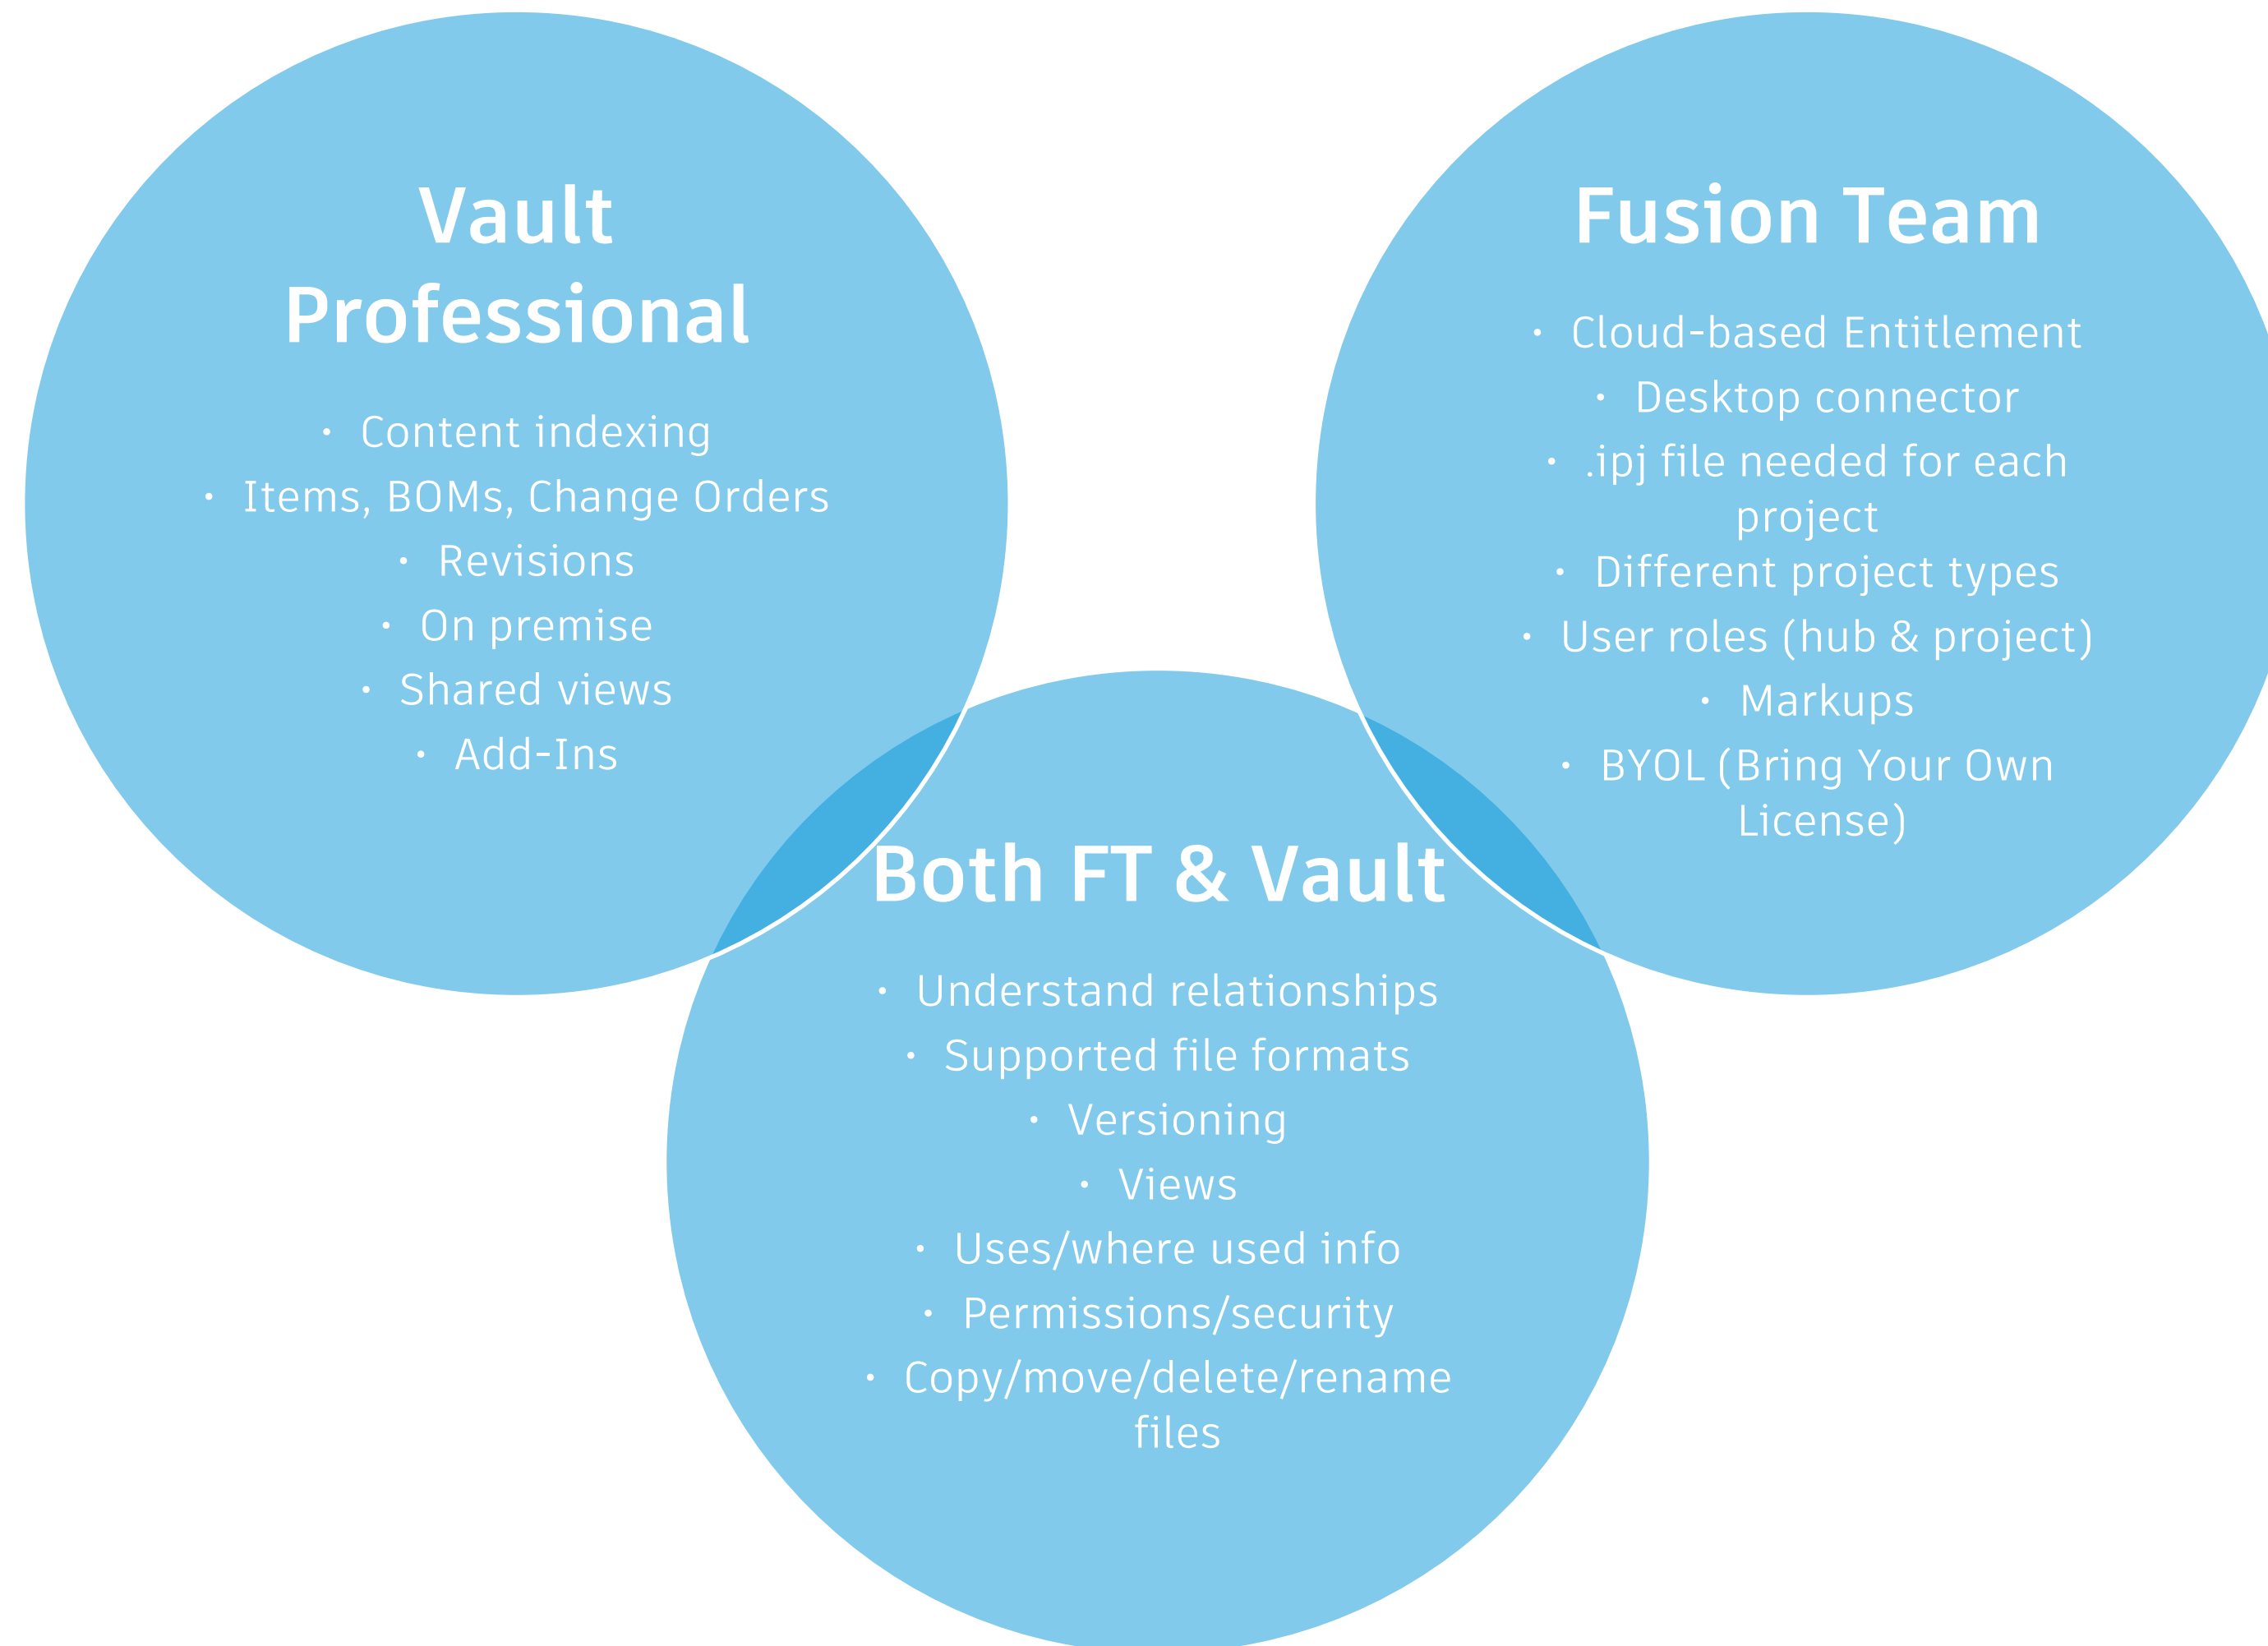 Vault
Professional
• Content indexing
• Items, BOMs, Change Orders
• Revisions
• On premise
• Shared views
• Add-Ins
Fusion Team
• Cloud-based Entitlement
• Desktop connector
• .ipj file needed for each
project
• Different project types
• User roles (hub & project)
• Markups
• BYOL (Bring Your Own
License)
Both FT & Vault
• Understand relationships
• Supported file formats
• Versioning
• Views
• Uses/where used info
• Permissions/security
• Copy/move/delete/rename
files